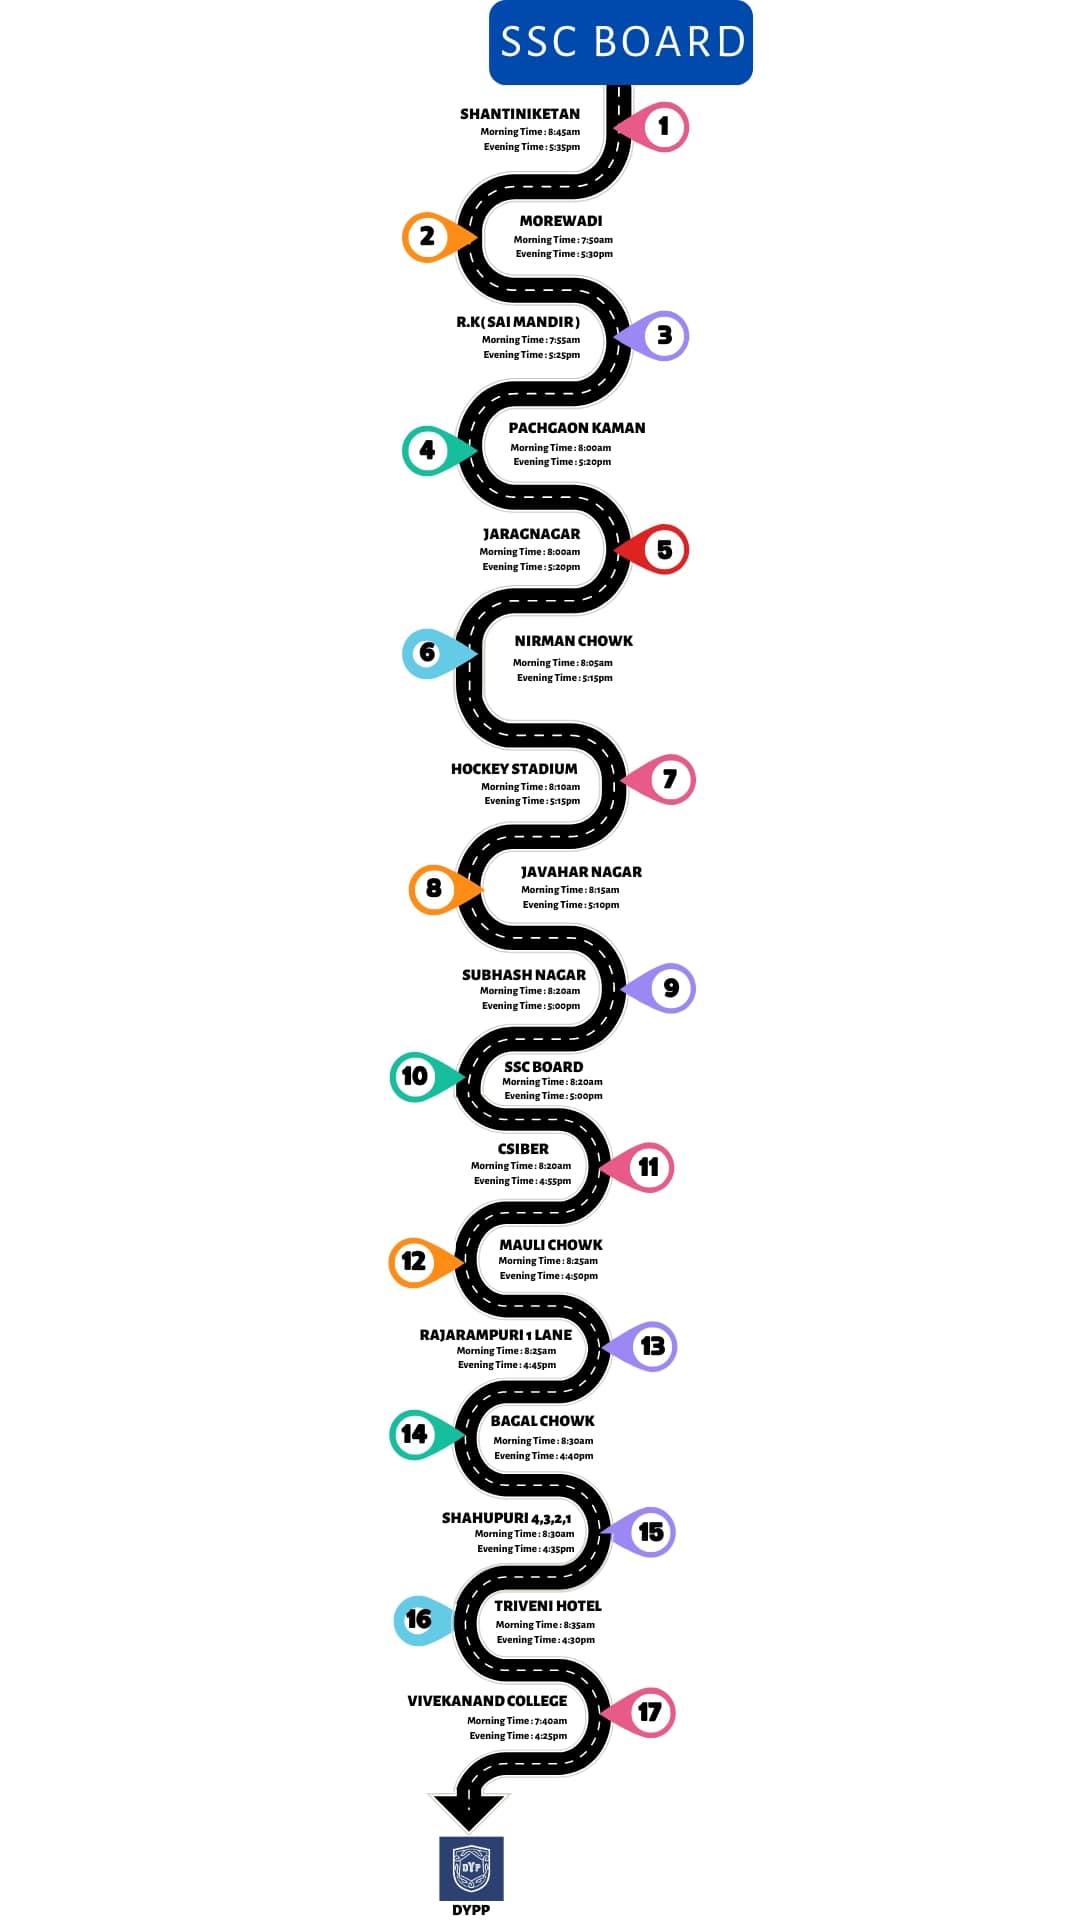 SSC BOARD
SHANTINIKETAN
Morning Time : 8:45am
Evening Time : 5:35pm
1
2
MOREWADI
Morning Time : 7:50am
Evening Time : 5:30pm
R.K( SAI MANDIR )
Morning Time : 7:55am
Evening Time : 5:25pm
3
4
PACHGAON KAMAN
Morning Time : 8:00am
Evening Time : 5:20pm
JARAGNAGAR
Morning Time : 8:00am
Evening Time : 5:20pm
5
6
NIRMAN CHOWK
Morning Time : 8:05am
Evening Time : 5:15pm
HOCKEY STADIUM
Morning Time : 8:10am
Evening Time : 5:15pm
7
8
JAVAHAR NAGAR
Morning Time : 8:15am
Evening Time : 5:10pm
SUBHASH NAGAR
Morning Time : 8:20am
Evening Time : 5:00pm
9
10
SSC BOARD
Morning Time : 8:20am
Evening Time : 5:00pm
CSIBER
Morning Time : 8:20am
Evening Time : 4:55pm
11
12
MAULI CHOWK
Morning Time : 8:25am
Evening Time : 4:50pm
RAJARAMPURI 1 LANE
Morning Time : 8:25am
Evening Time : 4:45pm
13
14
BAGAL CHOWK
Morning Time : 8:30am
Evening Time : 4:40pm
SHAHUPURI 4,3,2,1
Morning Time : 8:30am
Evening Time : 4:35pm
15
16
TRIVENI HOTEL
Morning Time : 8:35am
Evening Time : 4:30pm
VIVEKANAND COLLEGE
Morning Time : 7:40am
Evening Time : 4:25pm
17
DYP
DYPP